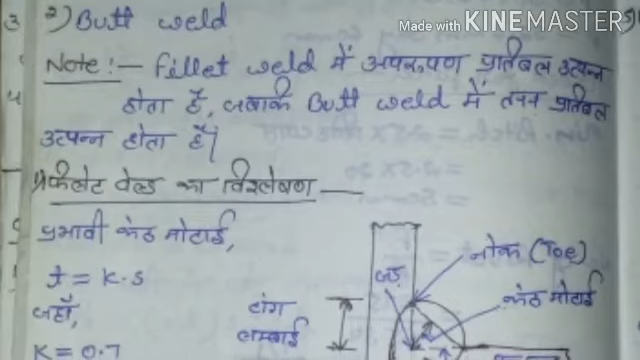 2) Butt weld
Made with KINEMASTER
Note:- fillet weld में अपरूपण प्रतिबल उत्पन्न
होता है, जबकि Butt weld में तनन प्रतिबल
उत्पन्न होता है।
फिलेट वेल्ड का विश्लेषण
प्रभावी कंठ मोटाई,
t = K.S
जहाँ,
K = 0.7
टांग
लम्बाई
जड़
नोक (Toe)
कंठ मोटाई